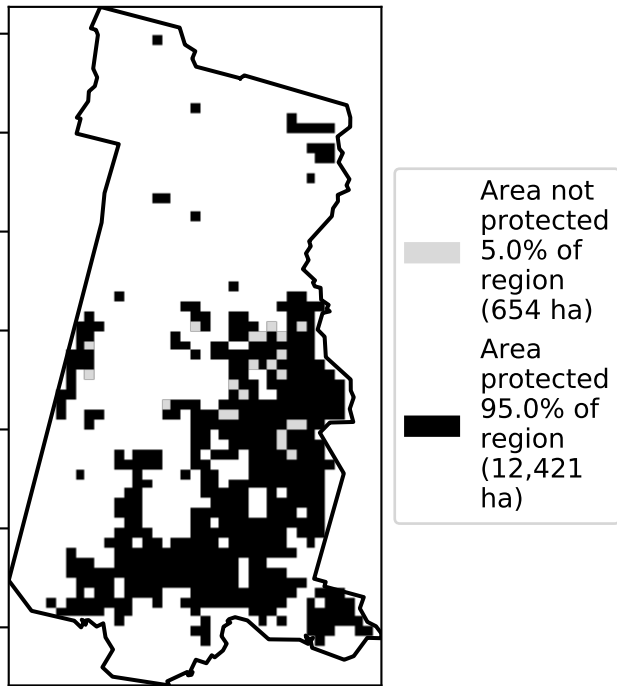 Area not
protected
5.0% of
region
(654 ha)
Area
protected
95.0% of
region
(12,421
ha)